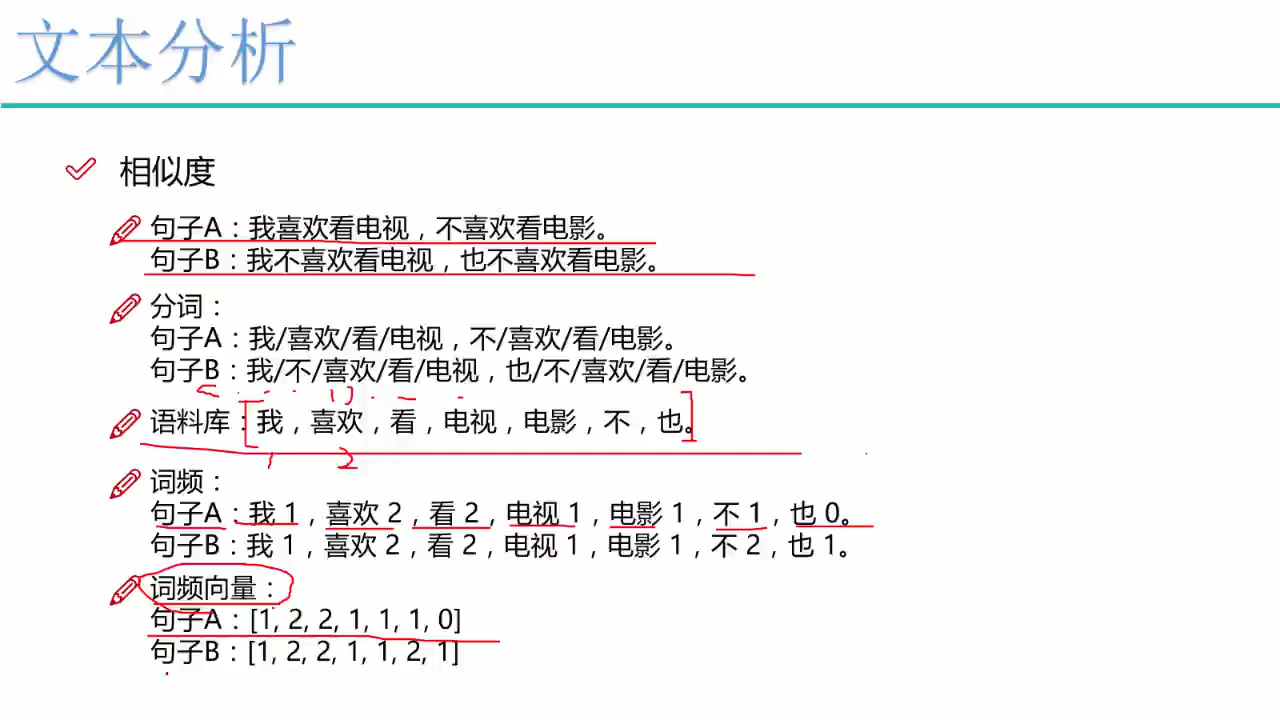 文本分析
相似度
句子A：我喜欢看电视，不喜欢看电影。
句子B：我不喜欢看电视，也不喜欢看电影。
分词：
句子A：我/喜欢/看/电视，不/喜欢/看/电影。
句子B：我/不/喜欢/看/电视，也/不/喜欢/看/电影。
语料库：我，喜欢，看，电视，电影，不，也。
1 2
词频：
句子A：我 1，喜欢 2，看 2，电视 1，电影 1，不 1，也 0。
句子B：我 1，喜欢 2，看 2，电视 1，电影 1，不 2，也 1。
词频向量：
句子A：[1, 2, 2, 1, 1, 1, 0]
句子B：[1, 2, 2, 1, 1, 2, 1]